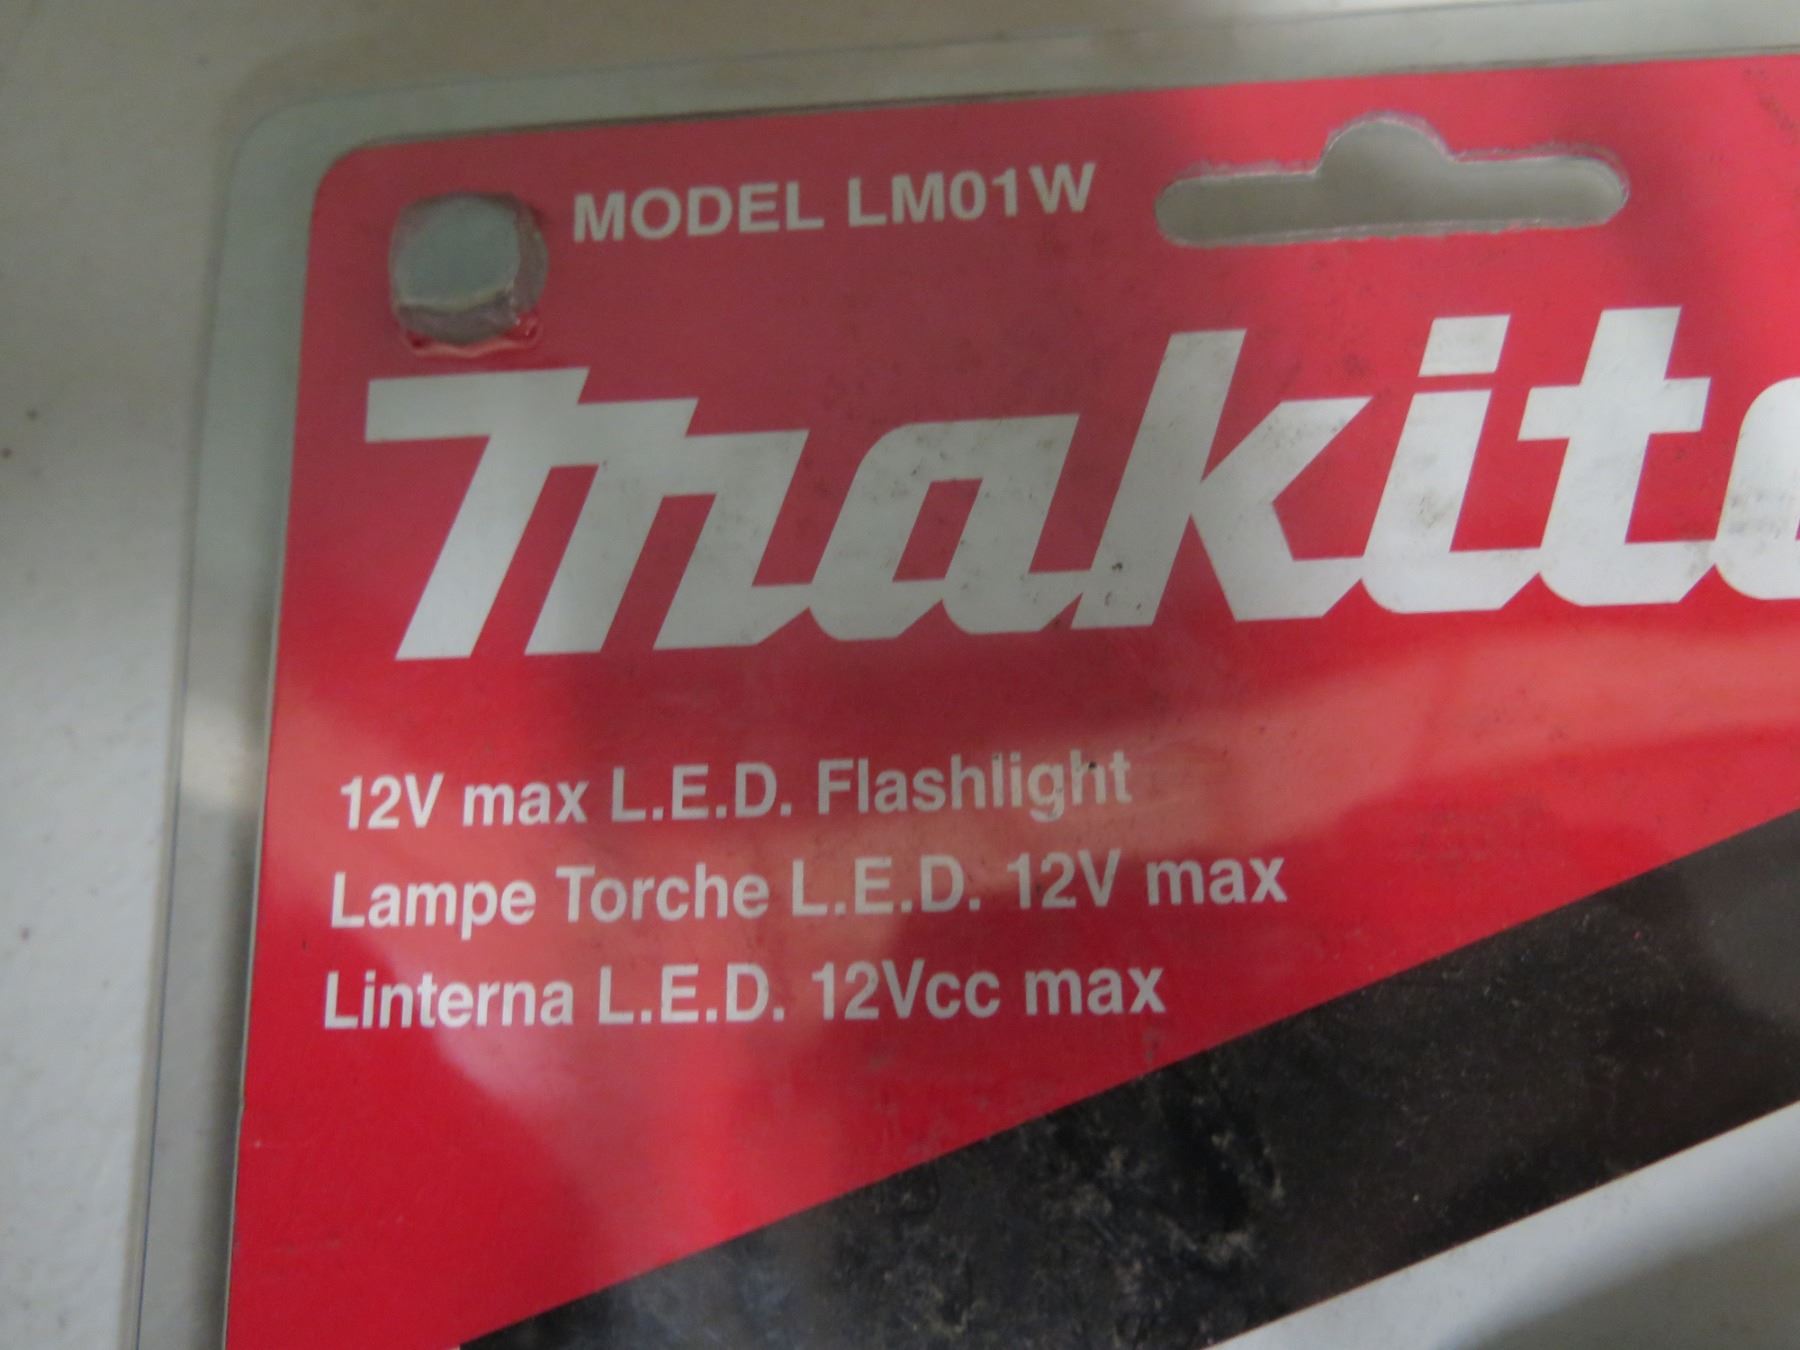 MODEL LM01W
Makita
12V max L.E.D. Flashlight
Lampe Torche L.E.D. 12V max
Linterna L.E.D. 12Vcc max